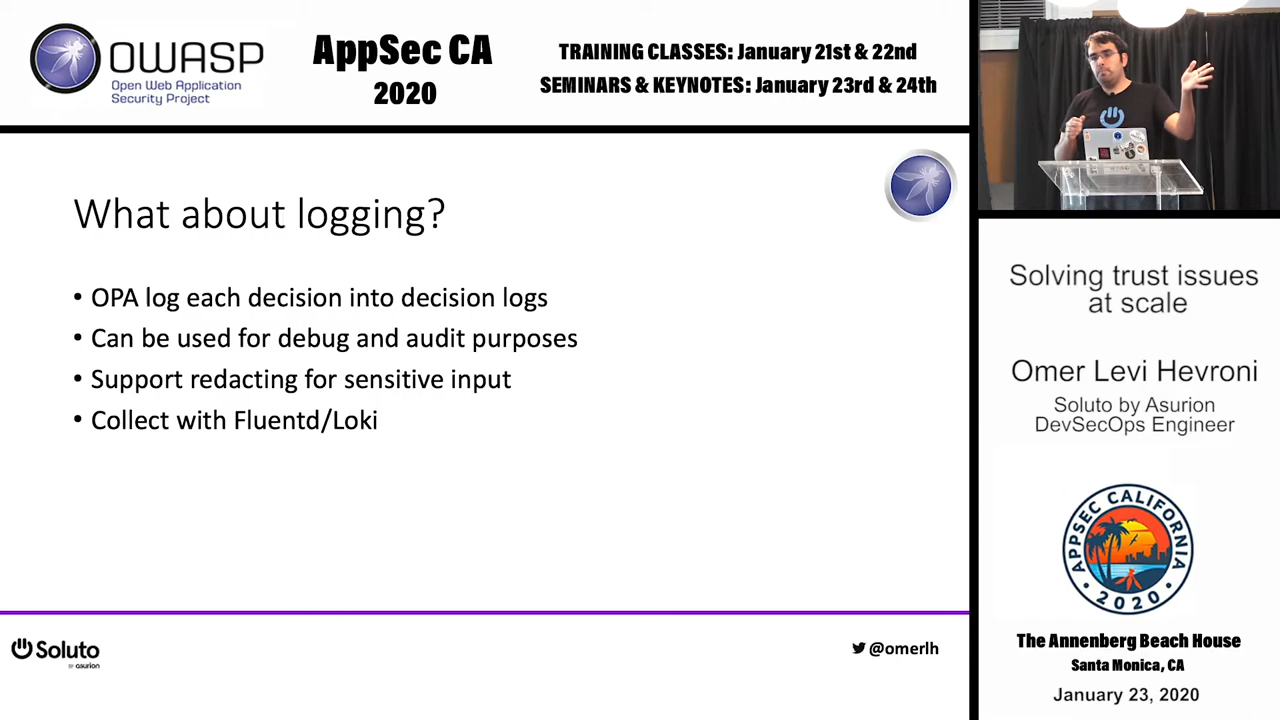 OWASP
Open Web Application
Security Project
AppSec CA
2020
TRAINING CLASSES: January 21st & 22nd
SEMINARS & KEYNOTES: January 23rd & 24th
What about logging?
• OPA log each decision into decision logs
• Can be used for debug and audit purposes
• Support redacting for sensitive input
• Collect with Fluentd/Loki
Soluto
BY asurion
@omerlh
Solving trust issues
at scale
Omer Levi Hevroni
Soluto by Asurion
DevSecOps Engineer
APPSEC CALIFORNIA
• 2020 •
The Annenberg Beach House
Santa Monica, CA
January 23, 2020